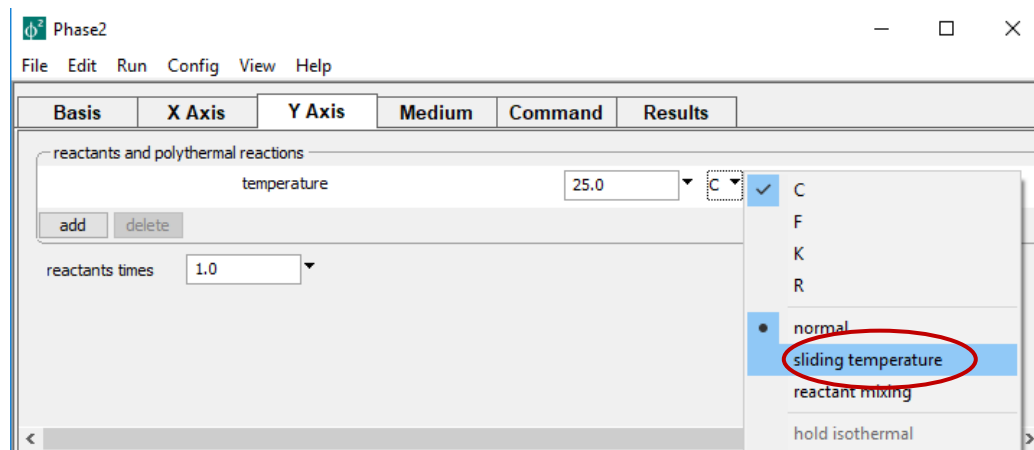 ϕ² Phase2
File Edit Run Config View Help
Basis X Axis Y Axis Medium Command Results
reactants and polythermal reactions
temperature 25.0 C
add delete
reactants times 1.0
C
F
K
R
normal
sliding temperature
reactant mixing
hold isothermal